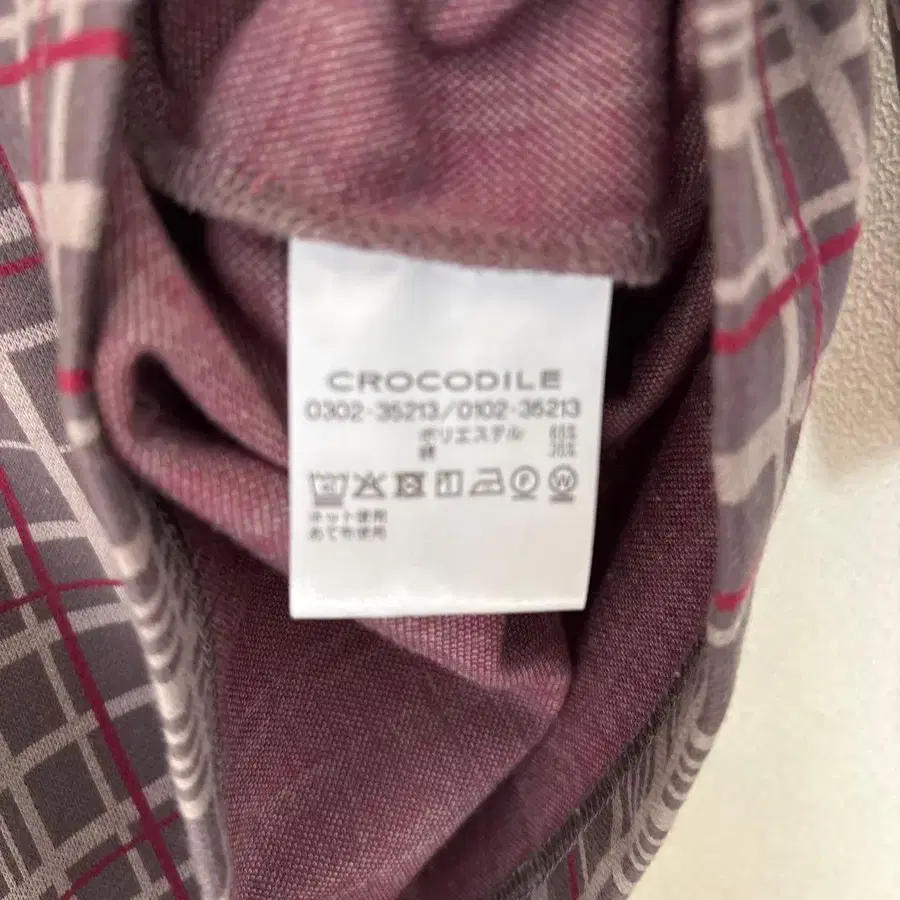 CROCODILE
0302-35213/0102-35213
ポリエステル 65%
綿 35%
F W
ネット使用
あて布使用